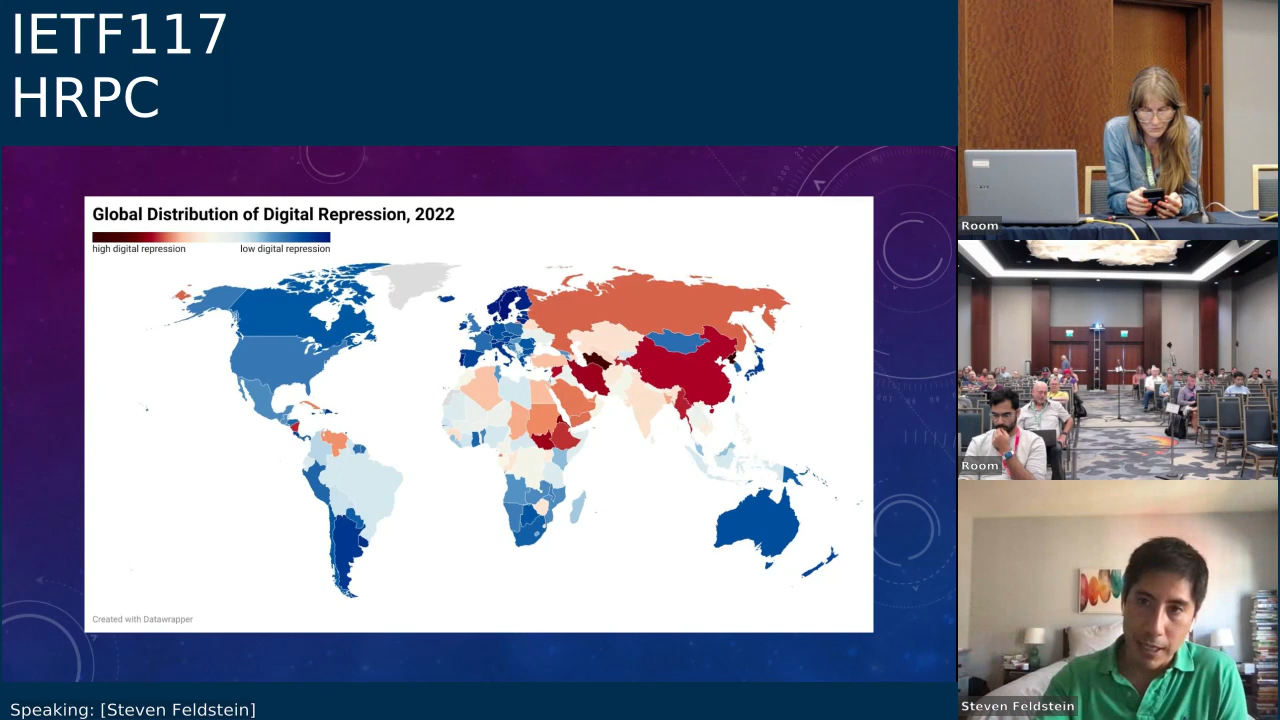 IETF117
HRPC
Global Distribution of Digital Repression, 2022
high digital repression
low digital repression
Created with Datawrapper
Speaking: [Steven Feldstein]
Room
Room
Steven Feldstein